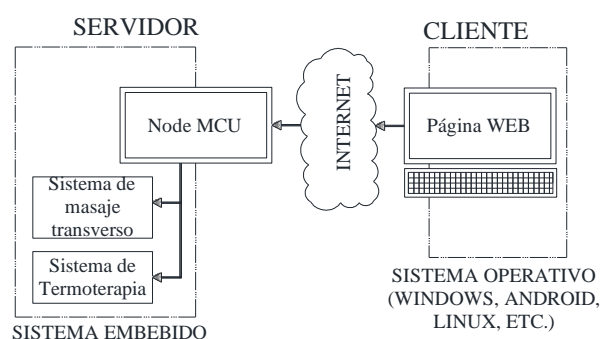 SERVIDOR
CLIENTE
Node MCU
INTERNET
Página WEB
Sistema de
masaje
transverso
Sistema de
Termoterapia
SISTEMA EMBEBIDO
SISTEMA OPERATIVO
(WINDOWS, ANDROID,
LINUX, ETC.)